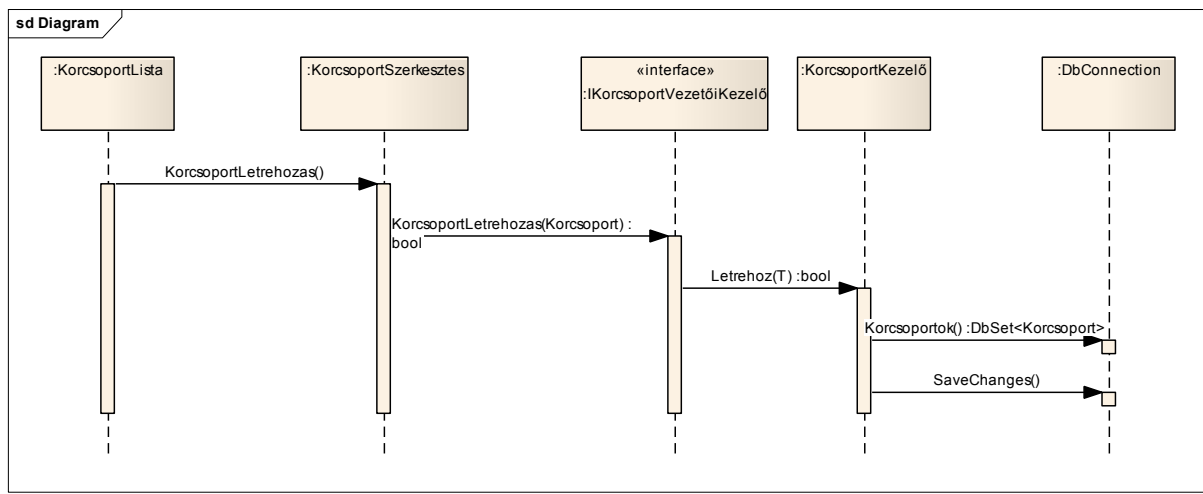 sd Diagram
:KorcsoportLista
:KorcsoportSzerkesztes
«interface»
:IKorcsoportVezetőiKezelő
:KorcsoportKezelő
:DbConnection
KorcsoportLetrehozas()
KorcsoportLetrehozas(Korcsoport) :
bool
Letrehoz(T) :bool
Korcsoportok() :DbSet<Korcsoport>
SaveChanges()